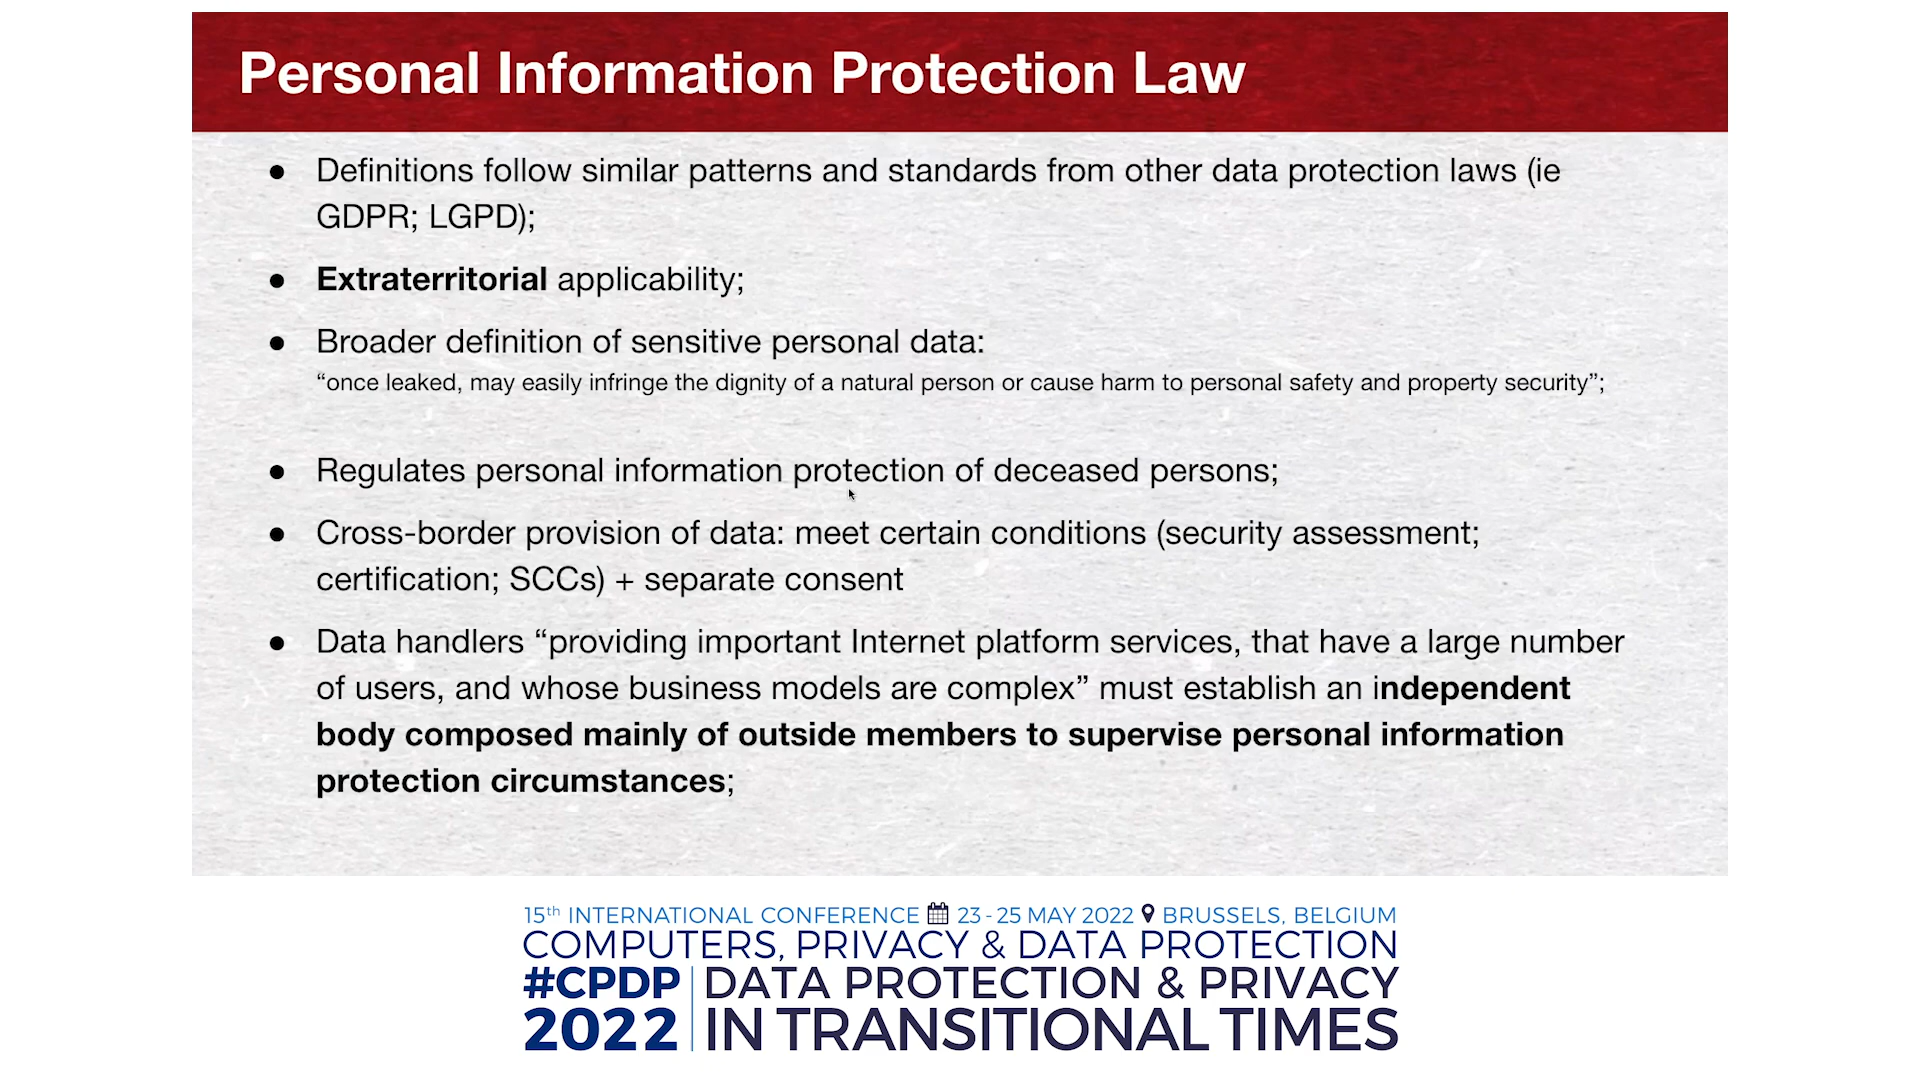 Personal Information Protection Law
● Definitions follow similar patterns and standards from other data protection laws (ie
GDPR; LGPD);
● Extraterritorial applicability;
● Broader definition of sensitive personal data:
“once leaked, may easily infringe the dignity of a natural person or cause harm to personal safety and property security”;
● Regulates personal information protection of deceased persons;
● Cross-border provision of data: meet certain conditions (security assessment;
certification; SCCs) + separate consent
● Data handlers “providing important Internet platform services, that have a large number
of users, and whose business models are complex” must establish an independent
body composed mainly of outside members to supervise personal information
protection circumstances;
15th INTERNATIONAL CONFERENCE 23 - 25 MAY 2022 BRUSSELS, BELGIUM
COMPUTERS, PRIVACY & DATA PROTECTION
#CPDP DATA PROTECTION & PRIVACY
2022 IN TRANSITIONAL TIMES